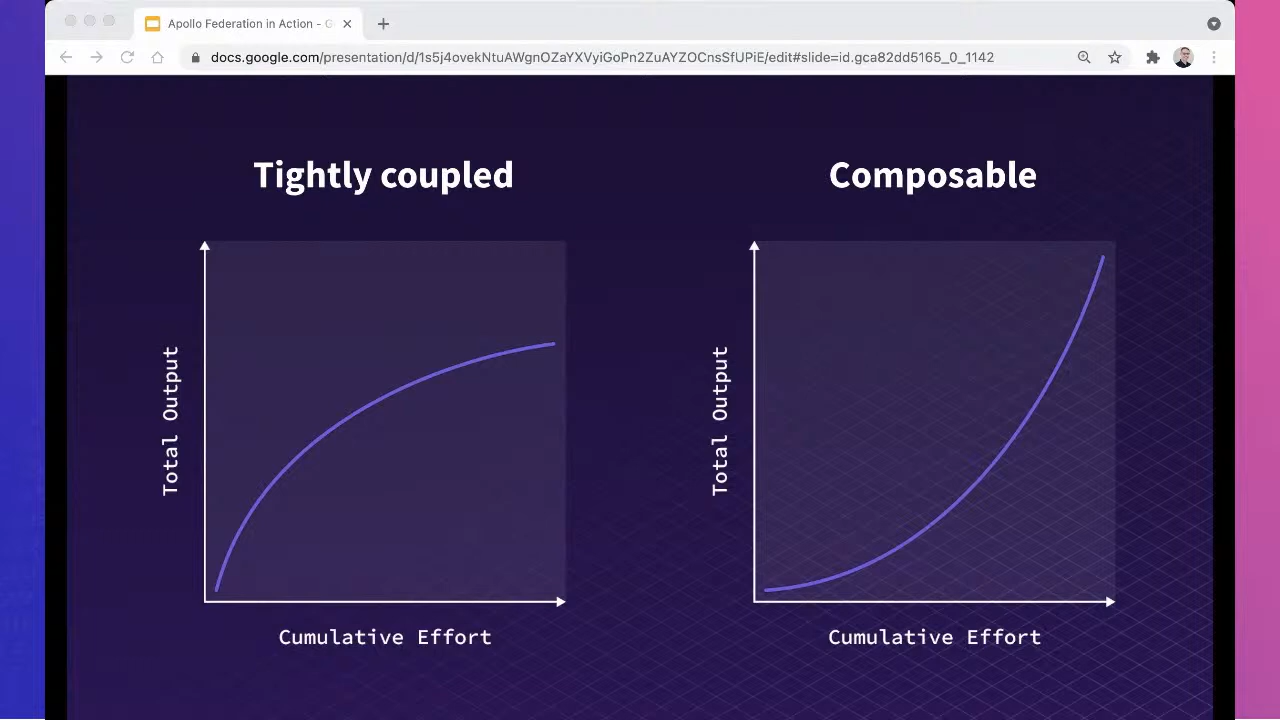 Apollo Federation in Action - G
docs.google.com/presentation/d/1s5j4ovekNtuAWgnOZaYXVyiGoPn2ZuAYZOCnsSfUPiE/edit#slide=id.gca82dd5165_0_1142
Tightly coupled
Composable
Total Output
Total Output
Cumulative Effort
Cumulative Effort